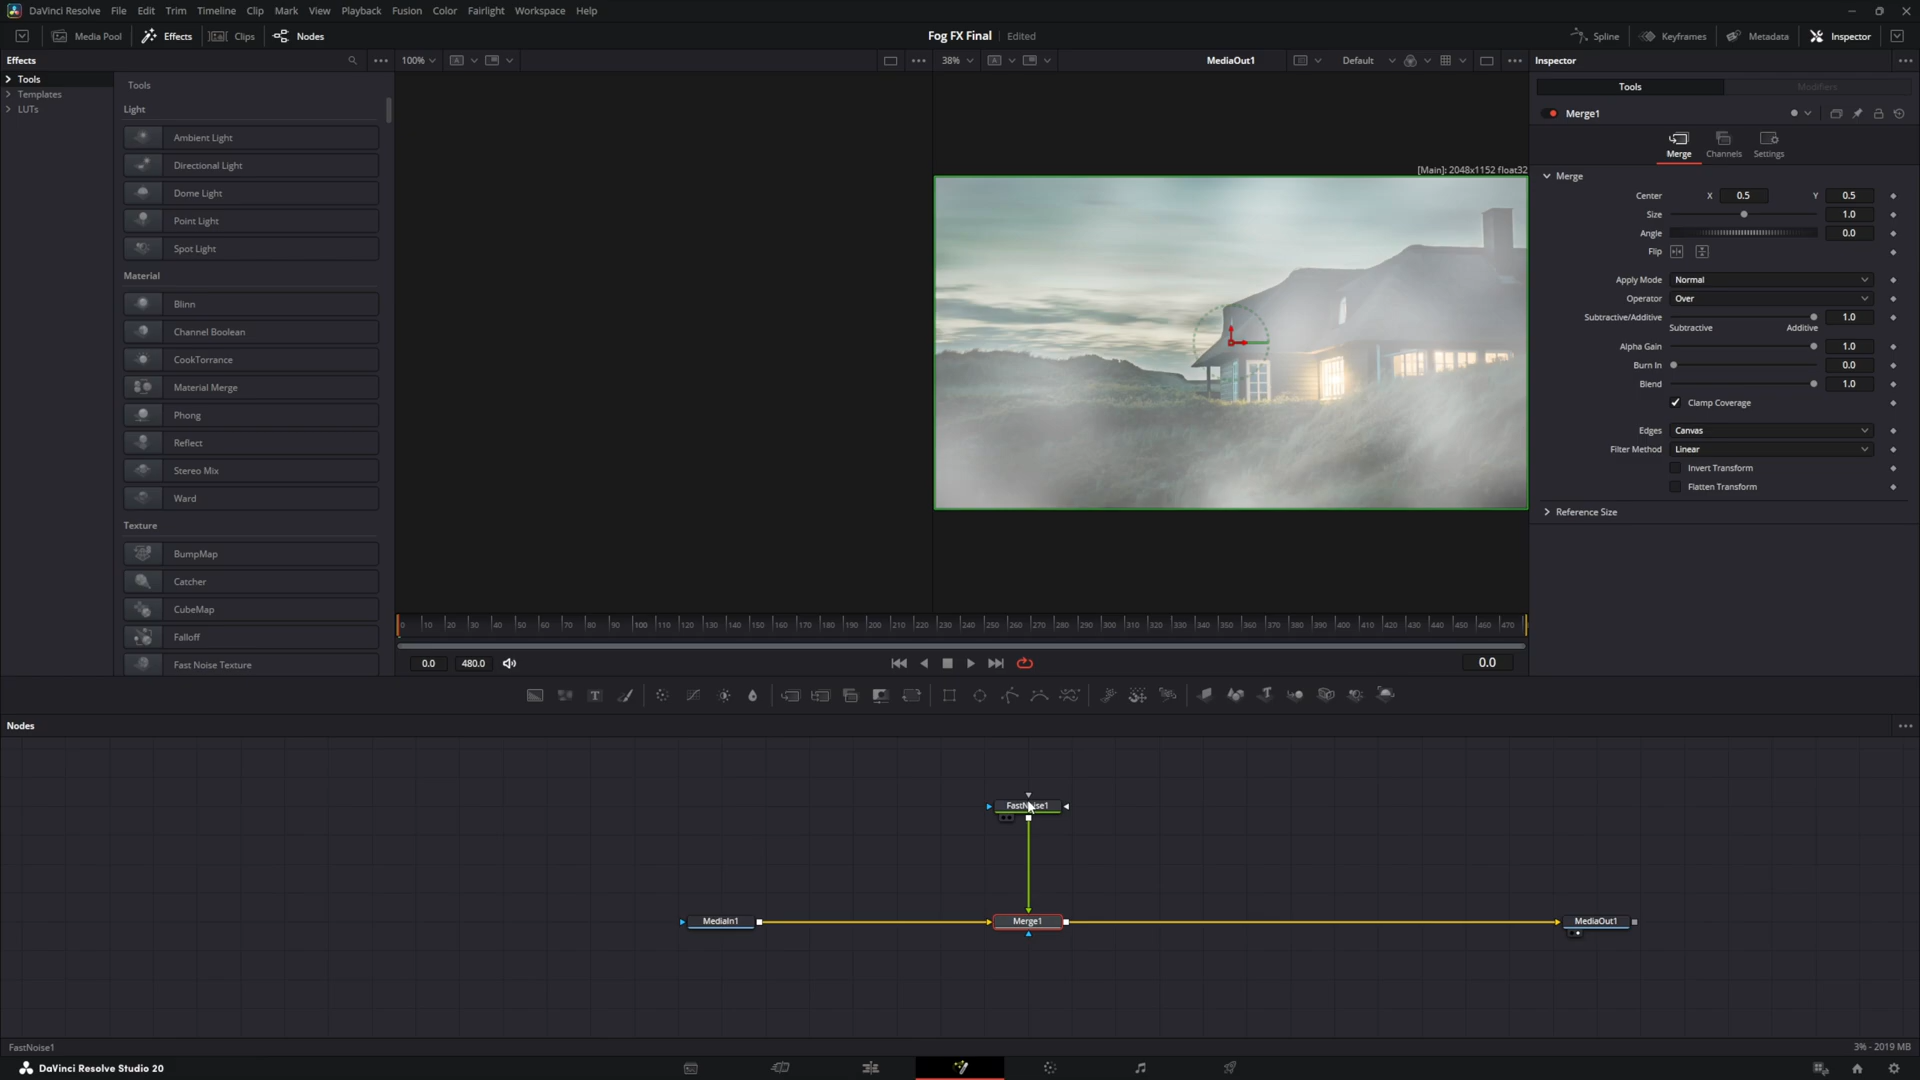 DaVinci Resolve File Edit Trim Timeline Clip Mark View Playback Fusion Color Fairlight Workspace Help
Media Pool Effects Clips Nodes Fog FX Final Edited Spline Keyframes Metadata Inspector
Effects 100% 38% MediaOut1 Default Inspector
Tools
Templates
LUTs
Tools
Light
Ambient Light
Directional Light
Dome Light
Point Light
Spot Light
Material
Blinn
Channel Boolean
CookTorrance
Material Merge
Phong
Reflect
Stereo Mix
Ward
Texture
BumpMap
Catcher
CubeMap
Falloff
Fast Noise Texture
[Main]: 2048x1152 float32
Tools Modifiers
Merge1
Merge Channels Settings
Merge
Center X 0.5 Y 0.5
Size 1.0
Angle 0.0
Flip
Apply Mode Normal
Operator Over
Subtractive/Additive 1.0
Subtractive Additive
Alpha Gain 1.0
Burn In 0.0
Blend 1.0
Clamp Coverage
Edges Canvas
Filter Method Linear
Invert Transform
Flatten Transform
Reference Size
0 10 20 30 40 50 60 70 80 90 100 110 120 130 140 150 160 170 180 190 200 210 220 230 240 250 260 270 280 290 300 310 320 330 340 350 360 370 380 390 400 410 420 430 440 450 460 470
0.0 480.0 0.0
Nodes
FastNoise1
MediaIn1 Merge1 MediaOut1
FastNoise1 3% - 2019 MB
DaVinci Resolve Studio 20